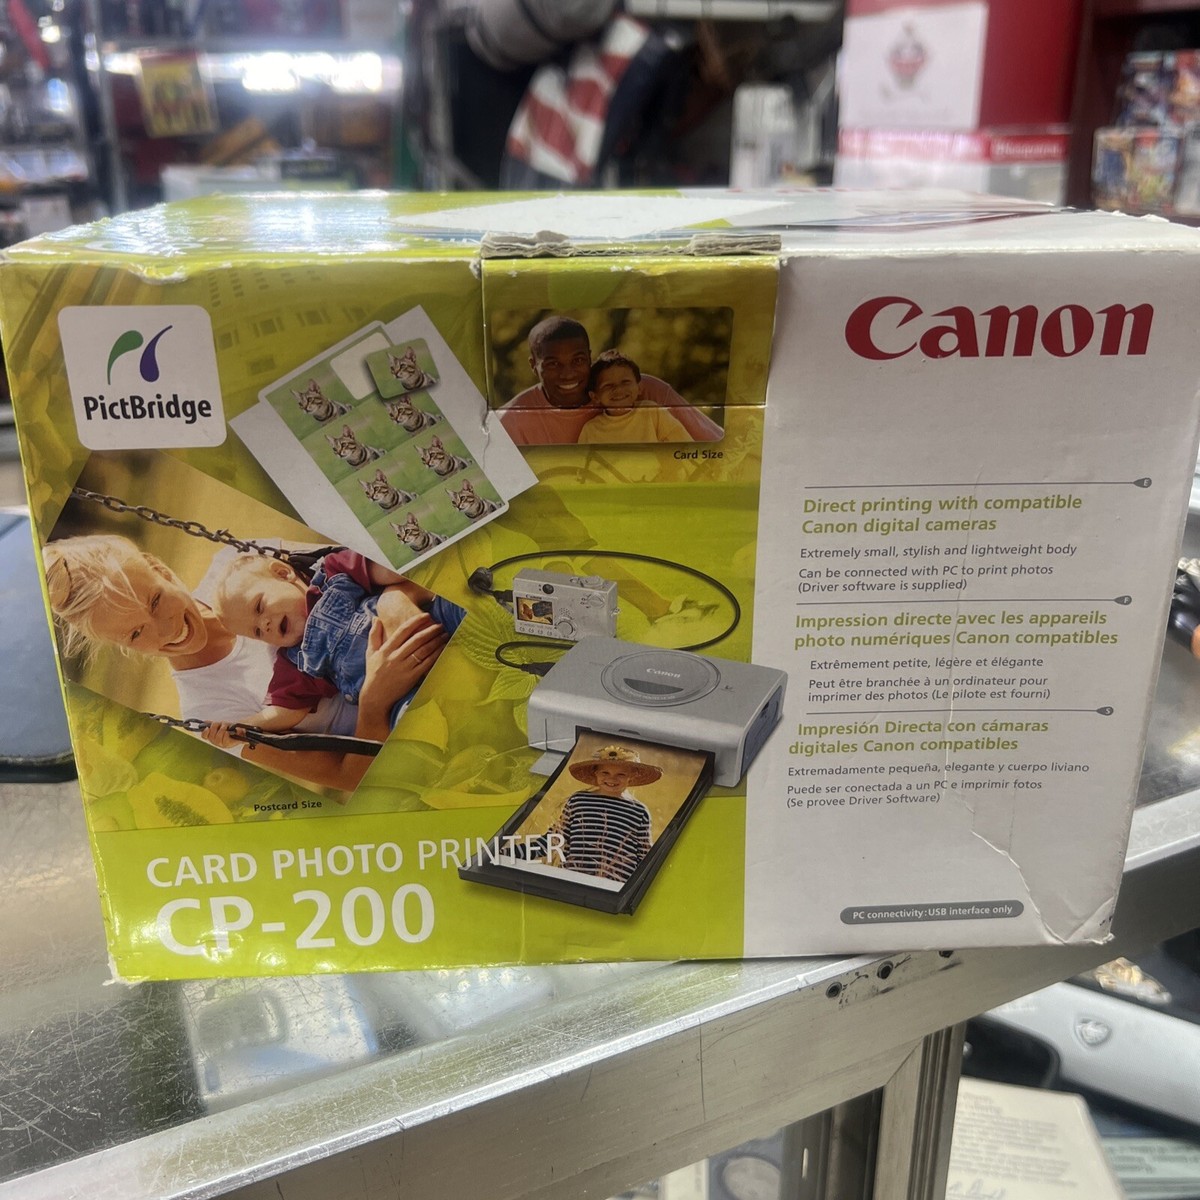 PictBridge
Card Size
Canon
Direct printing with compatible
Canon digital cameras
Extremely small, stylish and lightweight body
Can be connected with PC to print photos
(Driver software is supplied)
Impression directe avec les appareils
photo numériques Canon compatibles
Extrêmement petite, légère et élégante
Peut être branchée à un ordinateur pour
imprimer des photos (Le pilote est fourni)
Impresión Directa con cámaras
digitales Canon compatibles
Extremadamente pequeña, elegante y cuerpo liviano
Puede ser conectada a un PC e imprimir fotos
(Se provee Driver Software)
PC connectivity: USB interface only
Canon
Postcard Size
CARD PHOTO PRINTER
CP-200